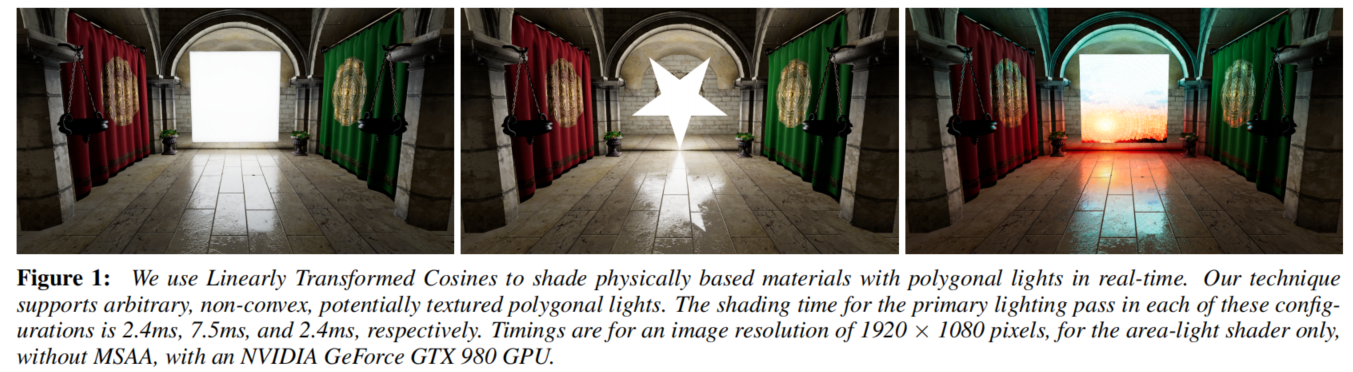 Figure 1: We use Linearly Transformed Cosines to shade physically based materials with polygonal lights in real-time. Our technique
supports arbitrary, non-convex, potentially textured polygonal lights. The shading time for the primary lighting pass in each of these config-
urations is 2.4ms, 7.5ms, and 2.4ms, respectively. Timings are for an image resolution of 1920 × 1080 pixels, for the area-light shader only,
without MSAA, with an NVIDIA GeForce GTX 980 GPU.